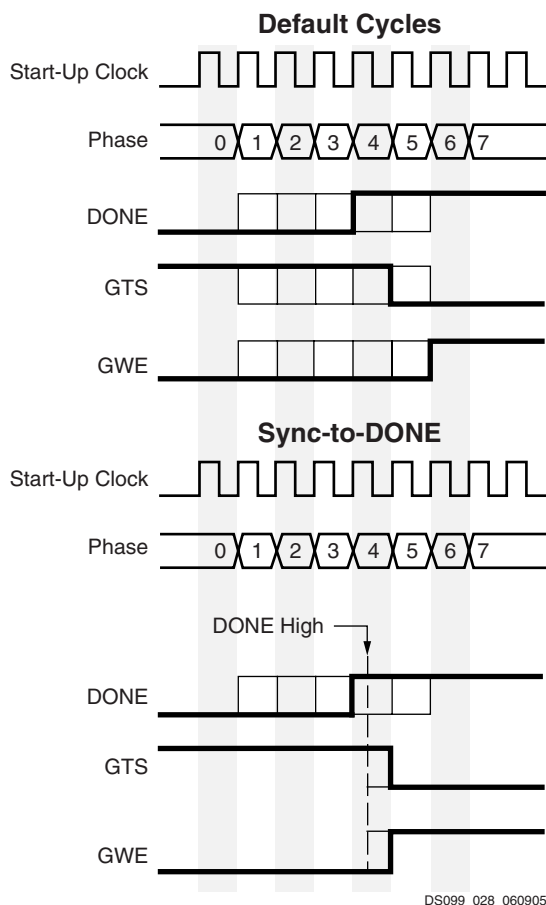 Default Cycles
Start-Up Clock
Phase 0 1 2 3 4 5 6 7
DONE
GTS
GWE
Sync-to-DONE
Start-Up Clock
Phase 0 1 2 3 4 5 6 7
DONE High
DONE
GTS
GWE
DS099_028_060905